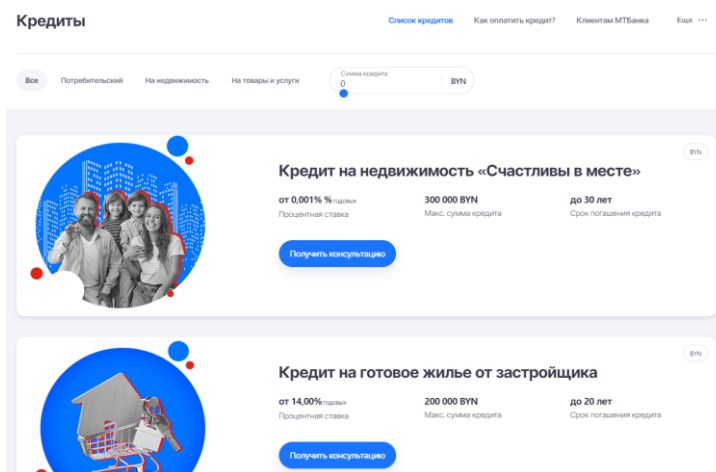 Кредиты
Список кредитов Как оплатить кредит? Клиентам МТБанка Еще ···
Все Потребительский На недвижимость На товары и услуги
Сумма кредита
0 BYN
BYN
Кредит на недвижимость «Счастливы в месте»
от 0,001% % годовых 300 000 BYN до 30 лет
Процентная ставка Макс. сумма кредита Срок погашения кредита
Получить консультацию
BYN
Кредит на готовое жилье от застройщика
от 14,00% годовых 200 000 BYN до 20 лет
Процентная ставка Макс. сумма кредита Срок погашения кредита
Получить консультацию